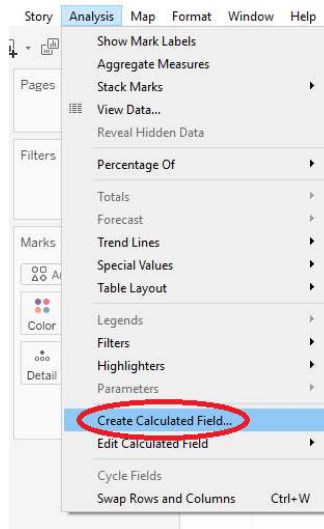 Story Analysis Map Format Window Help
Show Mark Labels
Aggregate Measures
Pages
Stack Marks
View Data...
Reveal Hidden Data
Filters
Percentage Of
Totals
Forecast
Marks
Trend Lines
Special Values
Table Layout
Color
Legends
Filters
Detail
Highlighters
Parameters
Create Calculated Field...
Edit Calculated Field
Cycle Fields
Swap Rows and Columns Ctrl+W